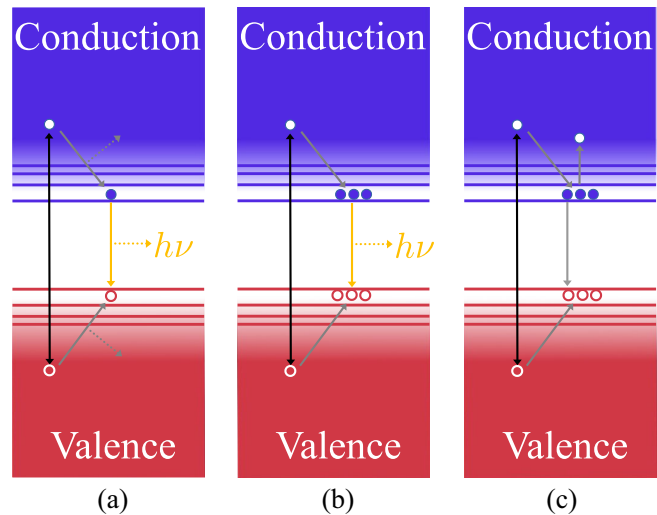 Conduction Conduction Conduction
hν hν
Valence Valence Valence
(a) (b) (c)